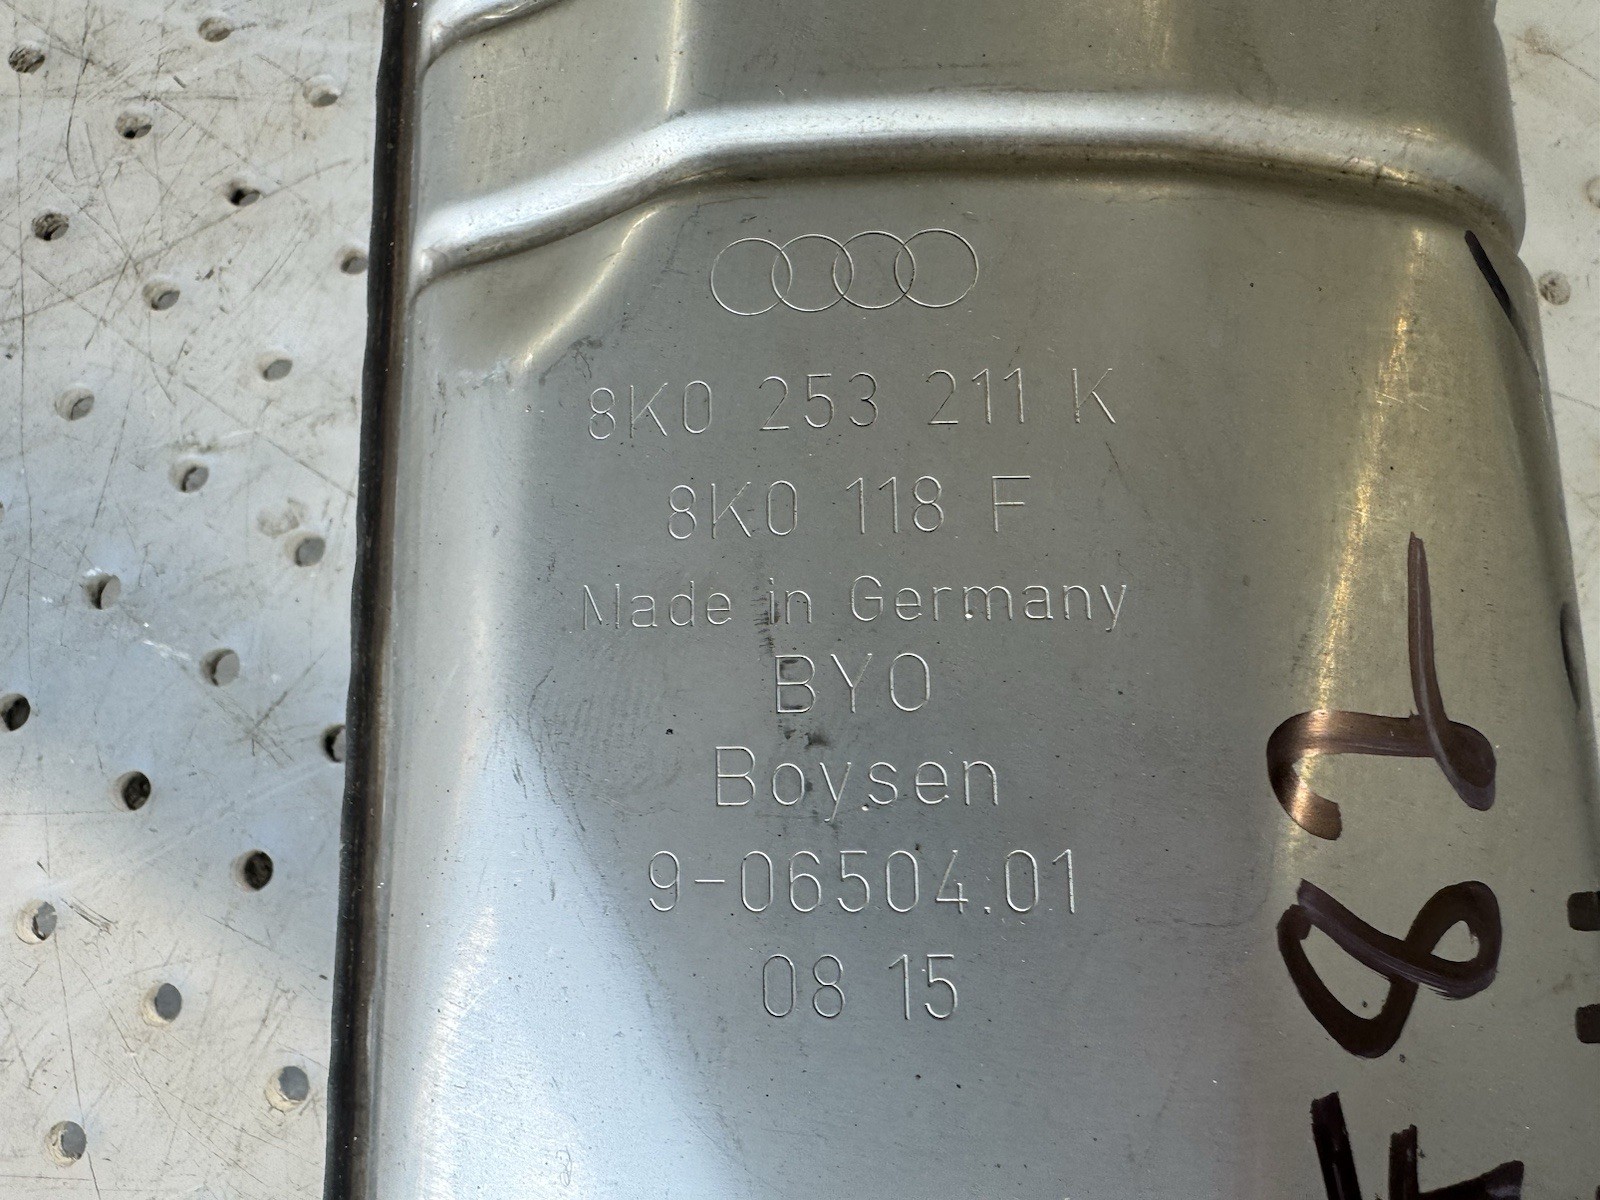 8K0 253 211 K
8K0 118 F
Made in Germany
BYO
Boysen
9-06504.01
08 15